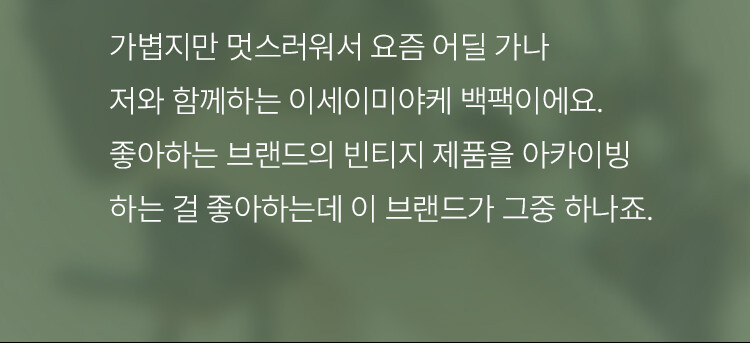 가볍지만 멋스러워서 요즘 어딜 가나
저와 함께하는 이세이미야케 백팩이에요.
좋아하는 브랜드의 빈티지 제품을 아카이빙
하는 걸 좋아하는데 이 브랜드가 그중 하나죠.